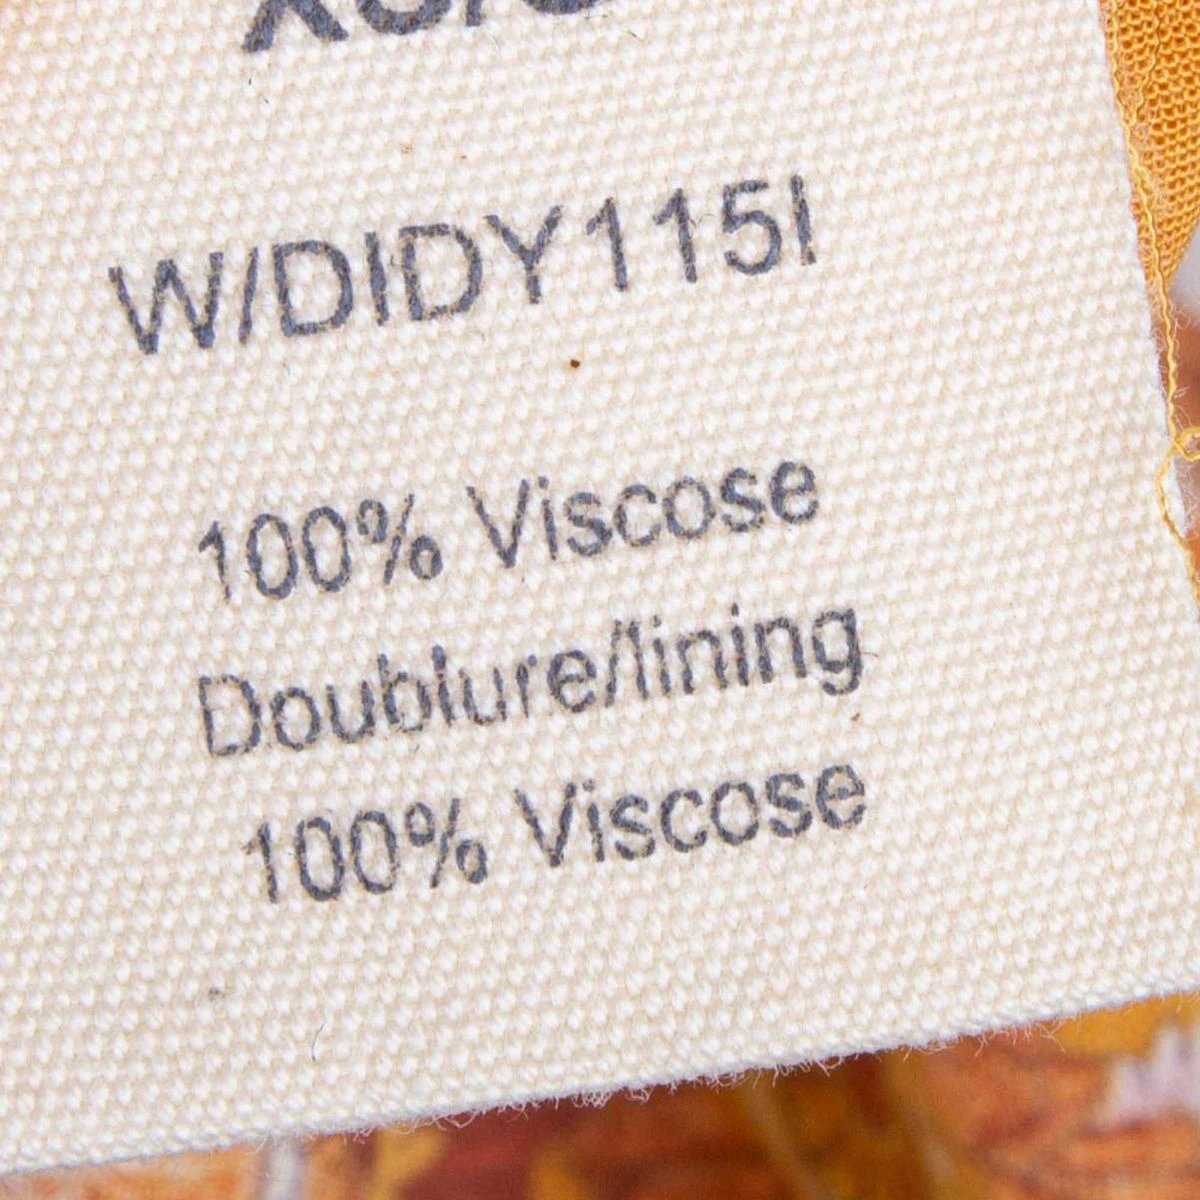 W/DIDY115I
100% Viscose
Doublure/lining
100% Viscose